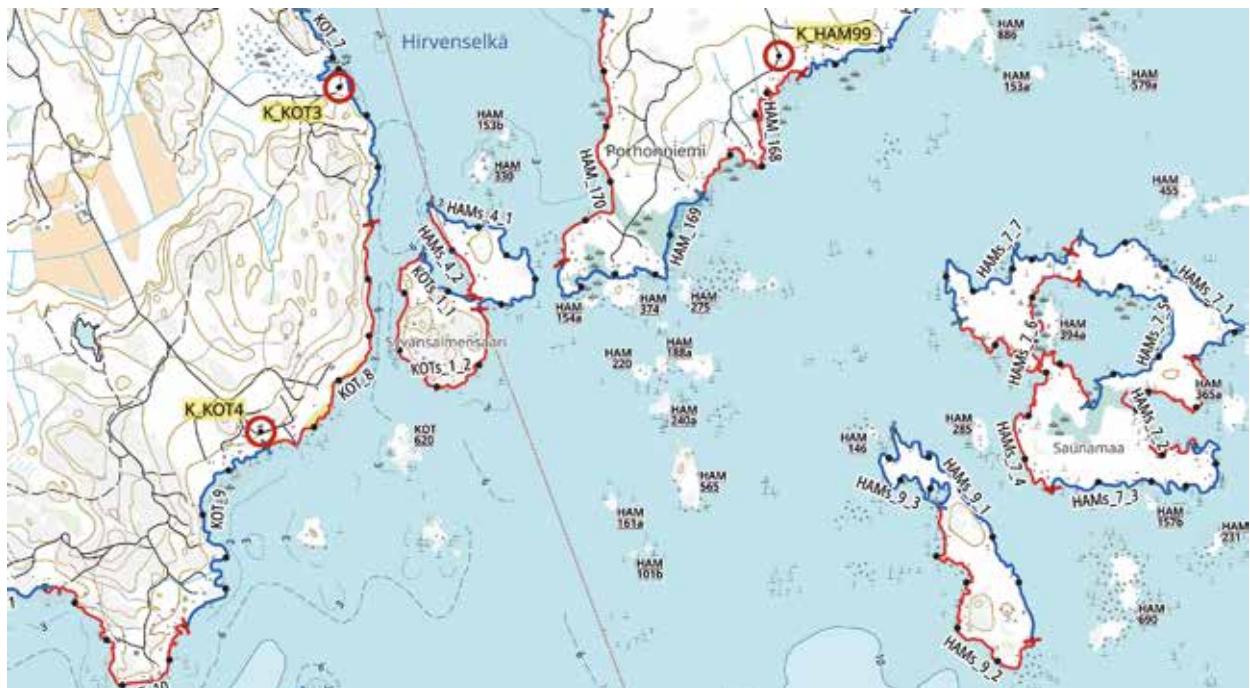 KOT_7
Hirvenselkä
K_HAM99
HAM
886
HAM
153a
HAM
579a
K_KOT3
HAM
153b
HAM
330
HAM_170
Porhonniemi
HAM_168
HAM
455
HAMs_4_1
HAMs_4_2
HAM_169
HAMs_7_7
HAMs_7_1
KOTs_1_1
HAM
154a
HAM
374
HAM
275
HAMs_7_6
HAM
394a
HAMs_7_5
KOTs_1_2
HAM
188a
HAM
220
KOT_8
HAM
365a
K_KOT4
HAM
240a
KOT
620
HAM
146
HAM
285
HAMs_7_4
Saunamaa
HAMs_7_2
HAM
565
HAMs_9_3
HAMs_9_1
HAMs_7_3
KOT_9
HAM
161a
HAM
157b
HAM
231
HAM
101b
HAM
690
HAMs_9_2
10